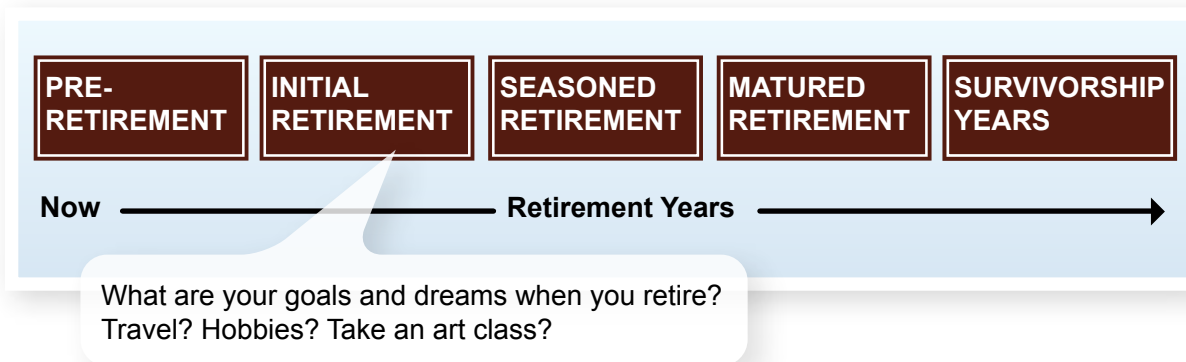 PRE-
RETIREMENT
INITIAL
RETIREMENT
SEASONED
RETIREMENT
MATURED
RETIREMENT
SURVIVORSHIP
YEARS
Now
Retirement Years
What are your goals and dreams when you retire?
Travel? Hobbies? Take an art class?